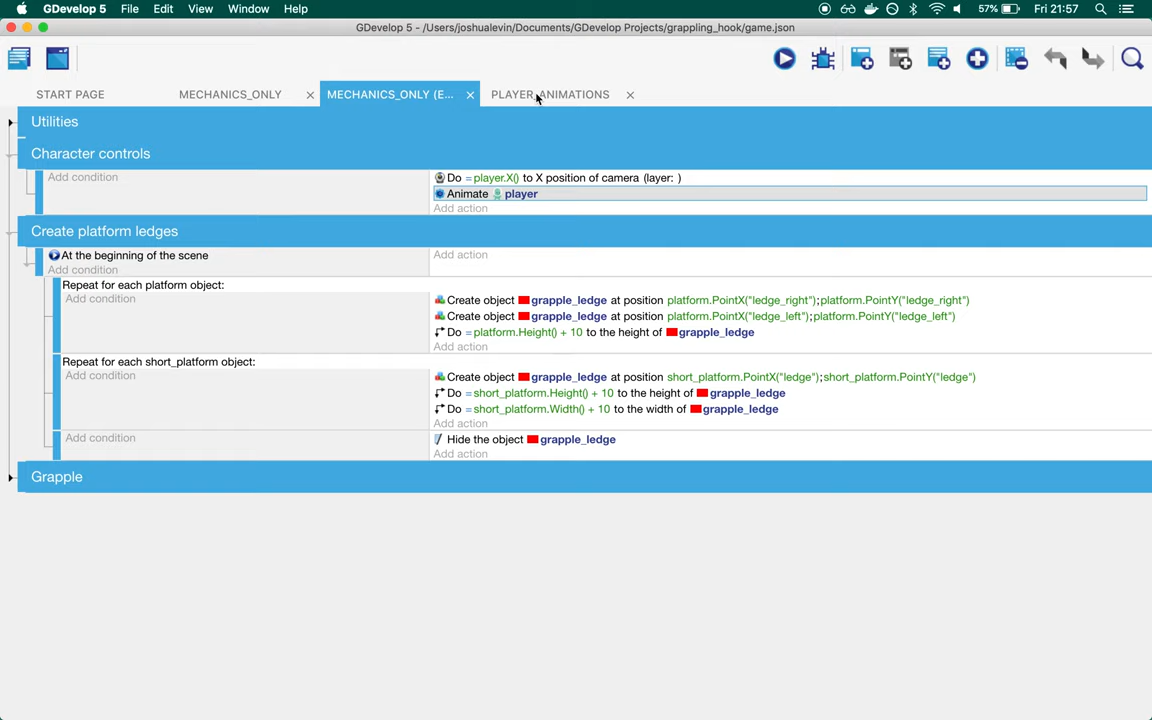 GDevelop 5 File Edit View Window Help 57% Fri 21:57
GDevelop 5 - /Users/joshualevin/Documents/GDevelop Projects/grappling_hook/game.json
START PAGE MECHANICS_ONLY MECHANICS_ONLY (E... PLAYER_ANIMATIONS
Utilities
Character controls
Add condition Do =player.X() to X position of camera (layer: )
Animate player
Add action
Create platform ledges
At the beginning of the scene Add action
Add condition
Repeat for each platform object:
Add condition Create object grapple_ledge at position platform.PointX("ledge_right");platform.PointY("ledge_right")
Create object grapple_ledge at position platform.PointX("ledge_left");platform.PointY("ledge_left")
Do =platform.Height() + 10 to the height of grapple_ledge
Add action
Repeat for each short_platform object:
Add condition Create object grapple_ledge at position short_platform.PointX("ledge");short_platform.PointY("ledge")
Do =short_platform.Height() + 10 to the height of grapple_ledge
Do =short_platform.Width() + 10 to the width of grapple_ledge
Add action
Add condition Hide the object grapple_ledge
Add action
Grapple